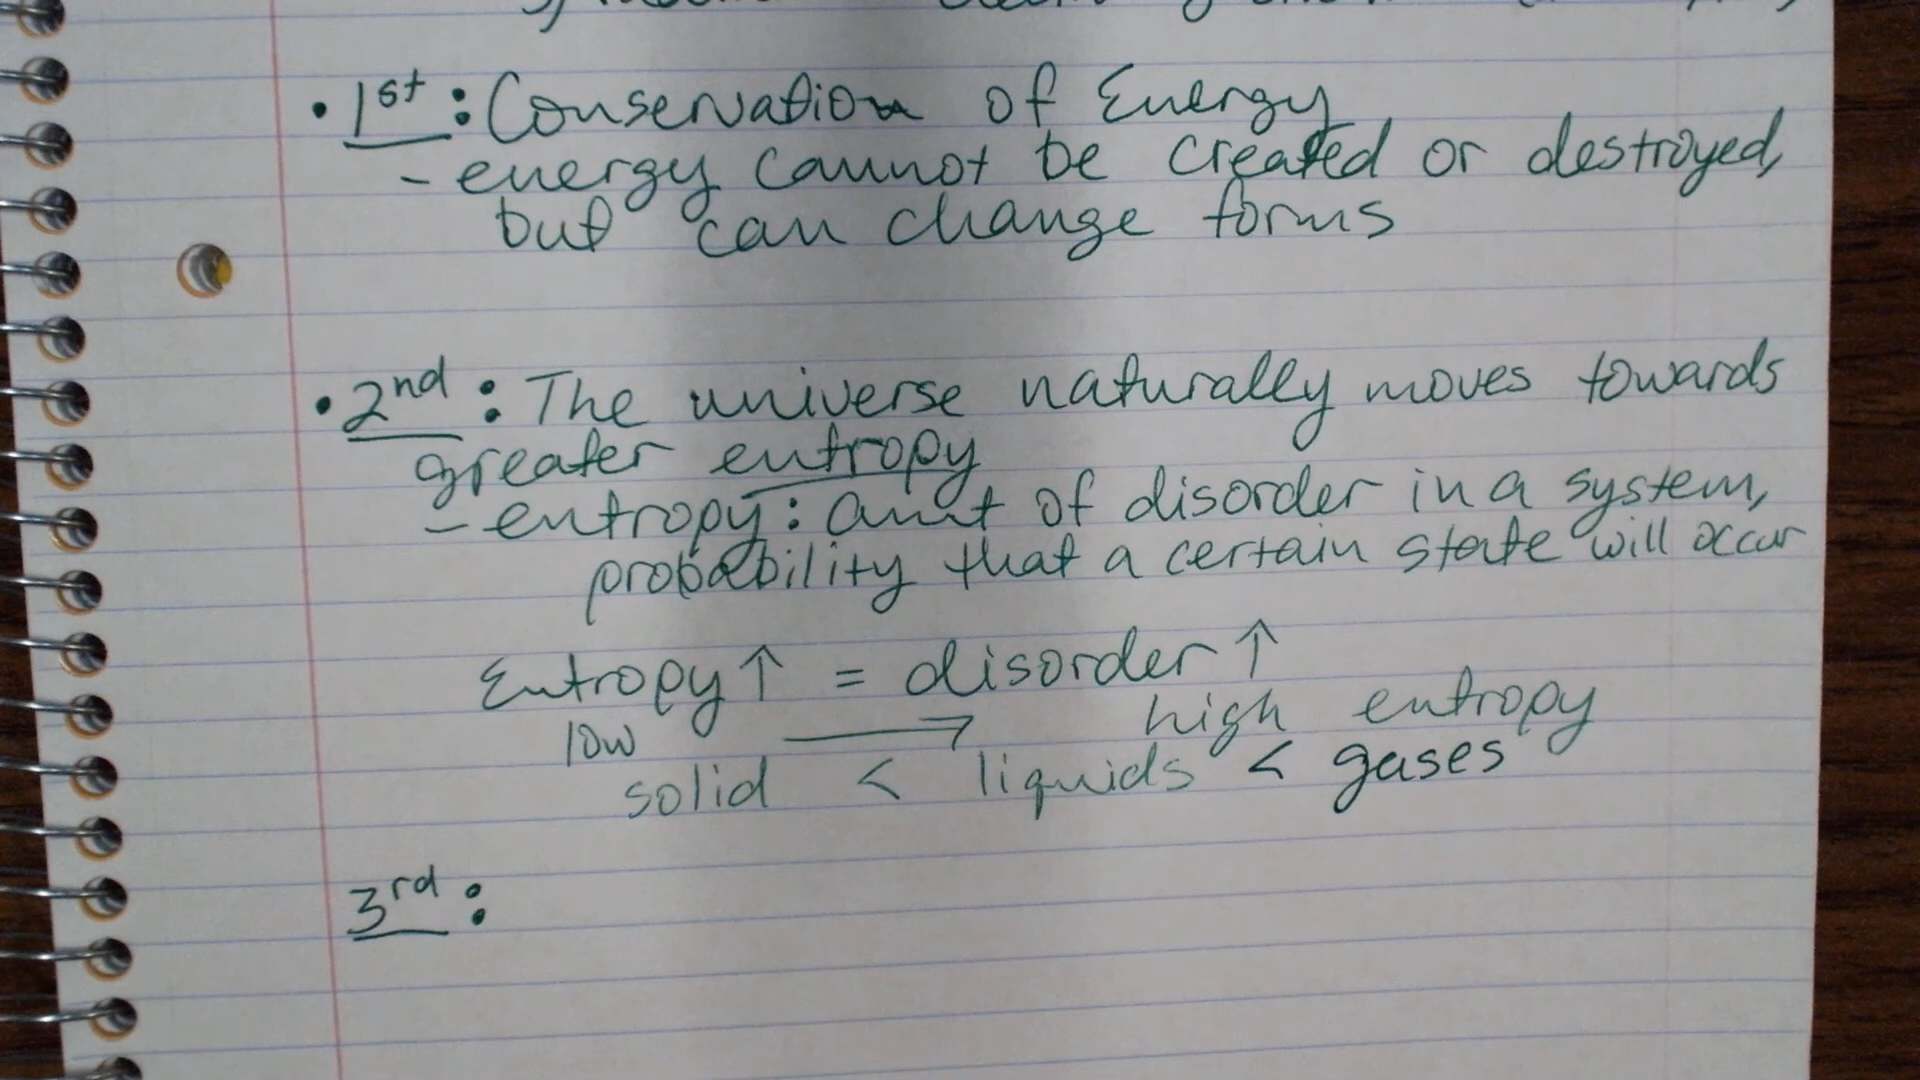 • 1st : Conservation of Energy
- energy cannot be created or destroyed,
but can change forms
• 2nd : The universe naturally moves towards
greater entropy
- entropy : amt of disorder in a system,
probability that a certain state will occur
Entropy ↑ = disorder ↑
low → high entropy
solid < liquids < gases
3rd :